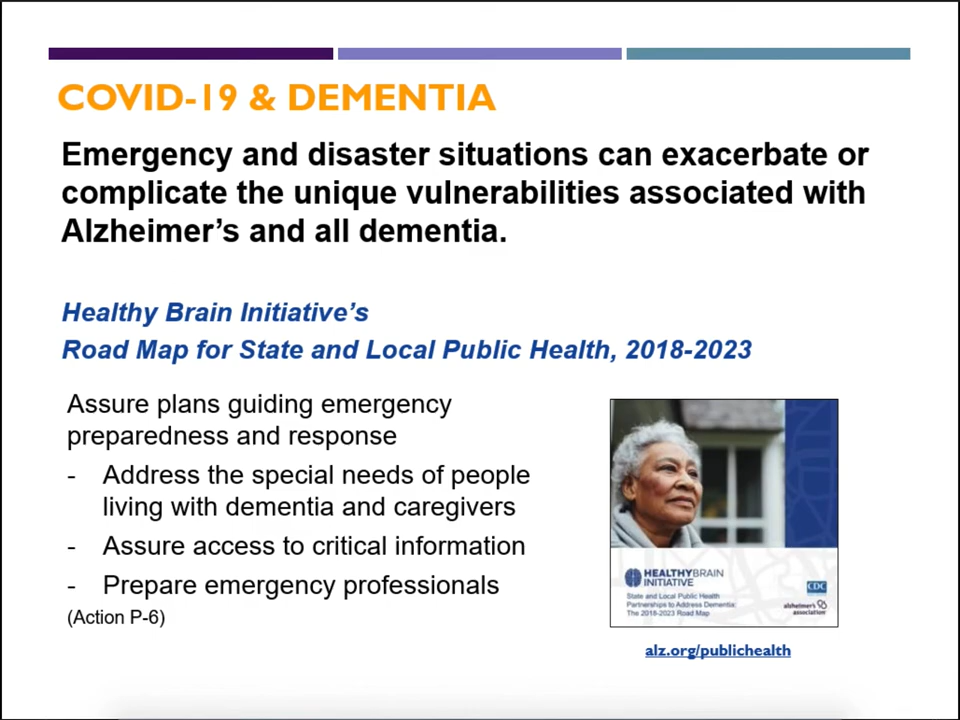 COVID-19 & DEMENTIA
Emergency and disaster situations can exacerbate or
complicate the unique vulnerabilities associated with
Alzheimer's and all dementia.
Healthy Brain Initiative's
Road Map for State and Local Public Health, 2018-2023
Assure plans guiding emergency
preparedness and response
- Address the special needs of people
living with dementia and caregivers
- Assure access to critical information
- Prepare emergency professionals
(Action P-6)
HEALTHYBRAIN
INITIATIVE
State and Local Public Health
Partnerships to Address Dementia:
The 2018-2023 Road Map
CDC
alzheimer's
association
alz.org/publichealth